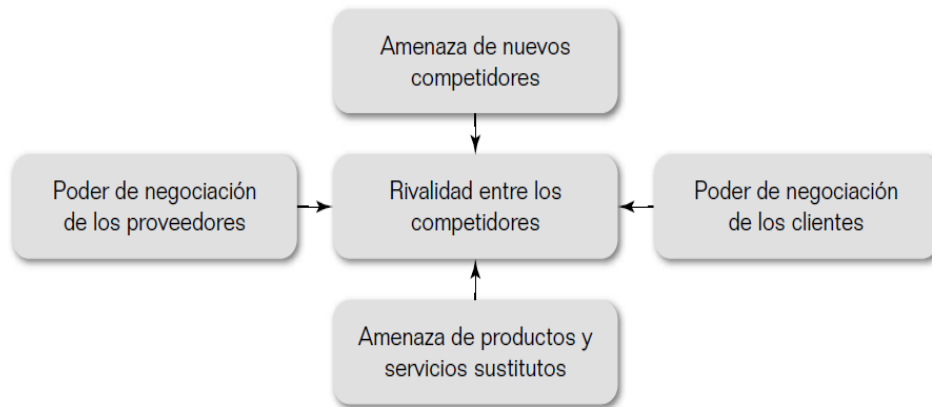 Amenaza de nuevos
competidores
Poder de negociación
de los proveedores
Rivalidad entre los
competidores
Poder de negociación
de los clientes
Amenaza de productos y
servicios sustitutos